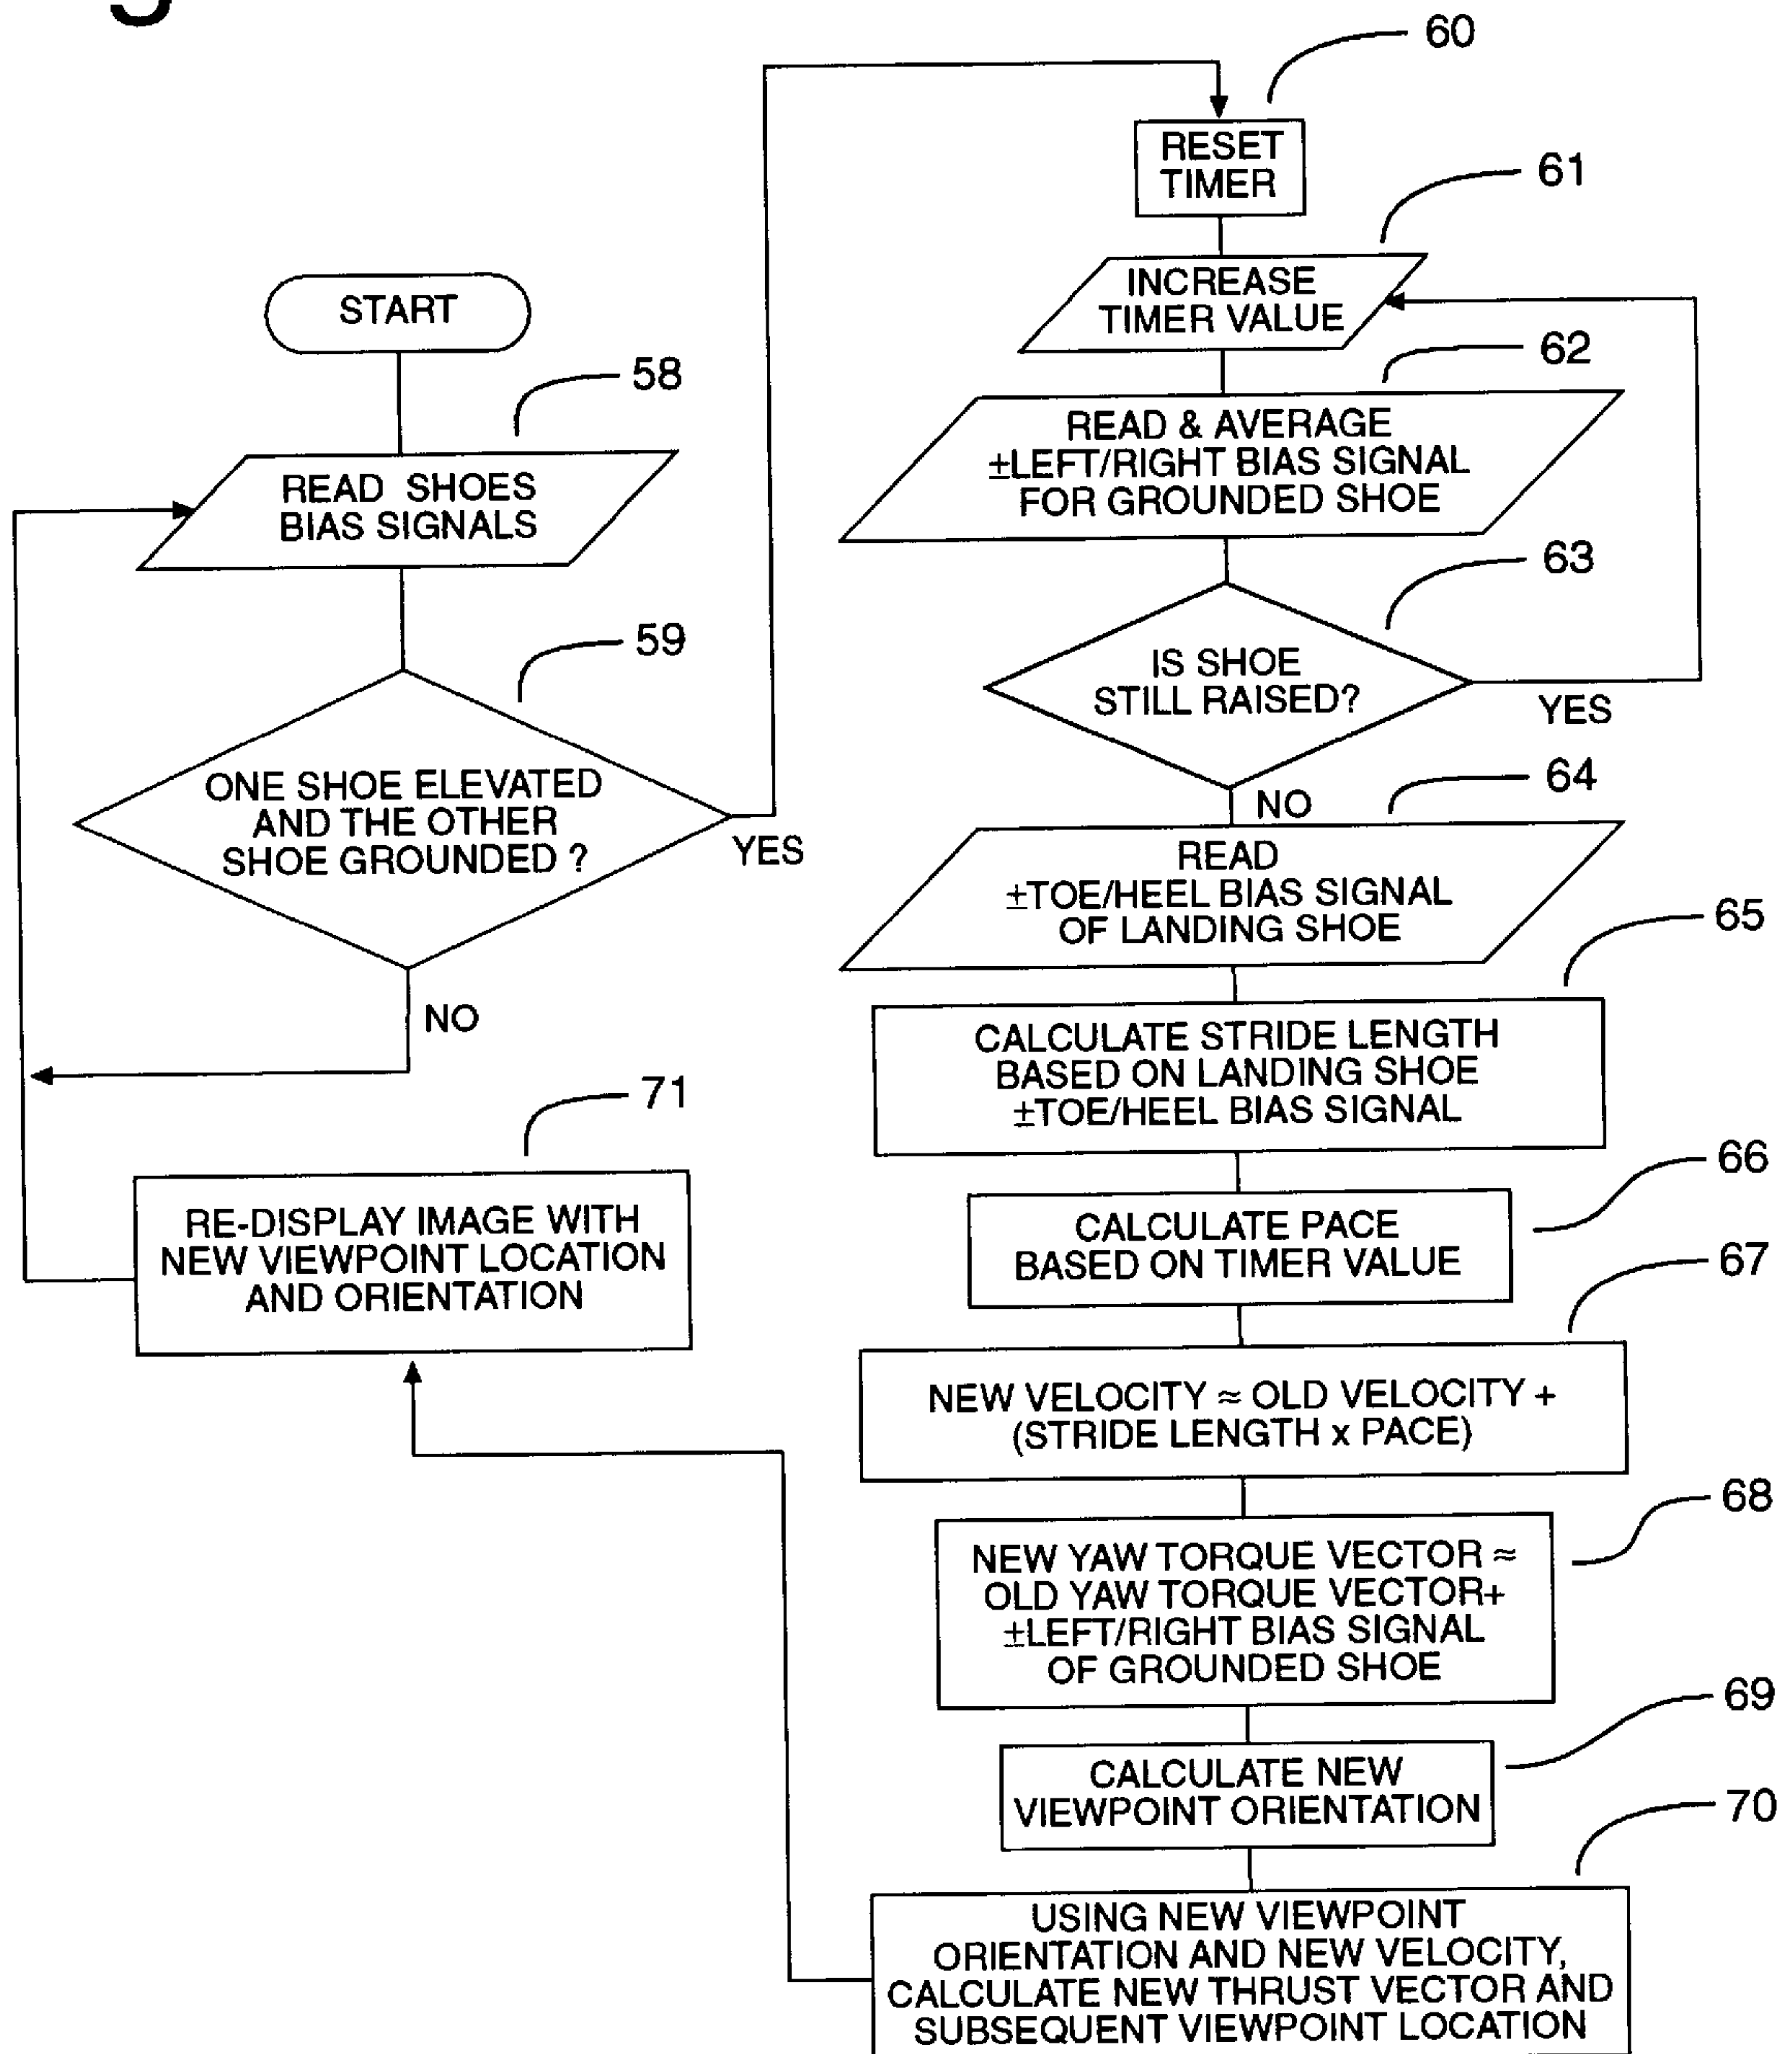 START
58
READ SHOES
BIAS SIGNALS
59
ONE SHOE ELEVATED
AND THE OTHER
SHOE GROUNDED ?
YES
NO
60
RESET
TIMER
61
INCREASE
TIMER VALUE
62
READ & AVERAGE
±LEFT/RIGHT BIAS SIGNAL
FOR GROUNDED SHOE
63
IS SHOE
STILL RAISED?
YES
NO
64
READ
±TOE/HEEL BIAS SIGNAL
OF LANDING SHOE
65
CALCULATE STRIDE LENGTH
BASED ON LANDING SHOE
±TOE/HEEL BIAS SIGNAL
66
CALCULATE PACE
BASED ON TIMER VALUE
67
NEW VELOCITY ≈ OLD VELOCITY +
(STRIDE LENGTH x PACE)
68
NEW YAW TORQUE VECTOR ≈
OLD YAW TORQUE VECTOR+
±LEFT/RIGHT BIAS SIGNAL
OF GROUNDED SHOE
69
CALCULATE NEW
VIEWPOINT ORIENTATION
70
USING NEW VIEWPOINT
ORIENTATION AND NEW VELOCITY,
CALCULATE NEW THRUST VECTOR AND
SUBSEQUENT VIEWPOINT LOCATION
71
RE-DISPLAY IMAGE WITH
NEW VIEWPOINT LOCATION
AND ORIENTATION